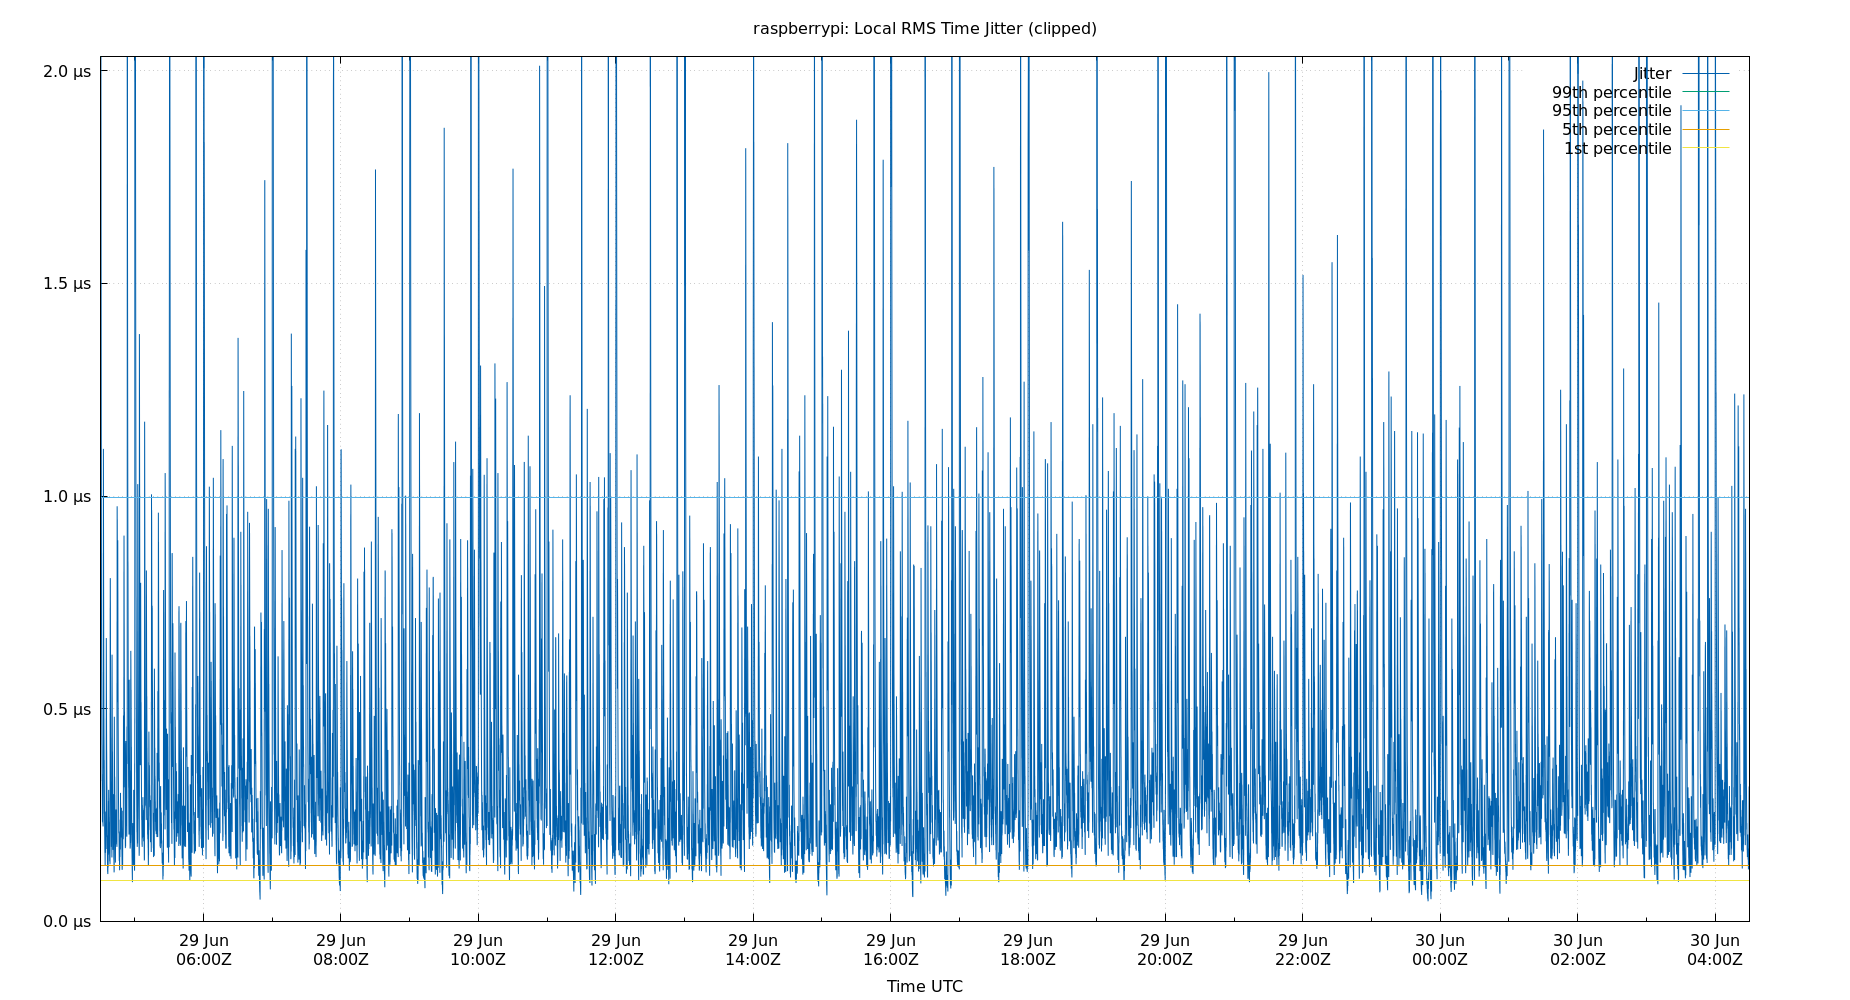 raspberrypi: Local RMS Time Jitter (clipped)
2.0 µs
1.5 µs
1.0 µs
0.5 µs
0.0 µs
Jitter
99th percentile
95th percentile
5th percentile
1st percentile
29 Jun 29 Jun 29 Jun 29 Jun 29 Jun 29 Jun 29 Jun 29 Jun 29 Jun 30 Jun 30 Jun 30 Jun
06:00Z 08:00Z 10:00Z 12:00Z 14:00Z 16:00Z 18:00Z 20:00Z 22:00Z 00:00Z 02:00Z 04:00Z
Time UTC